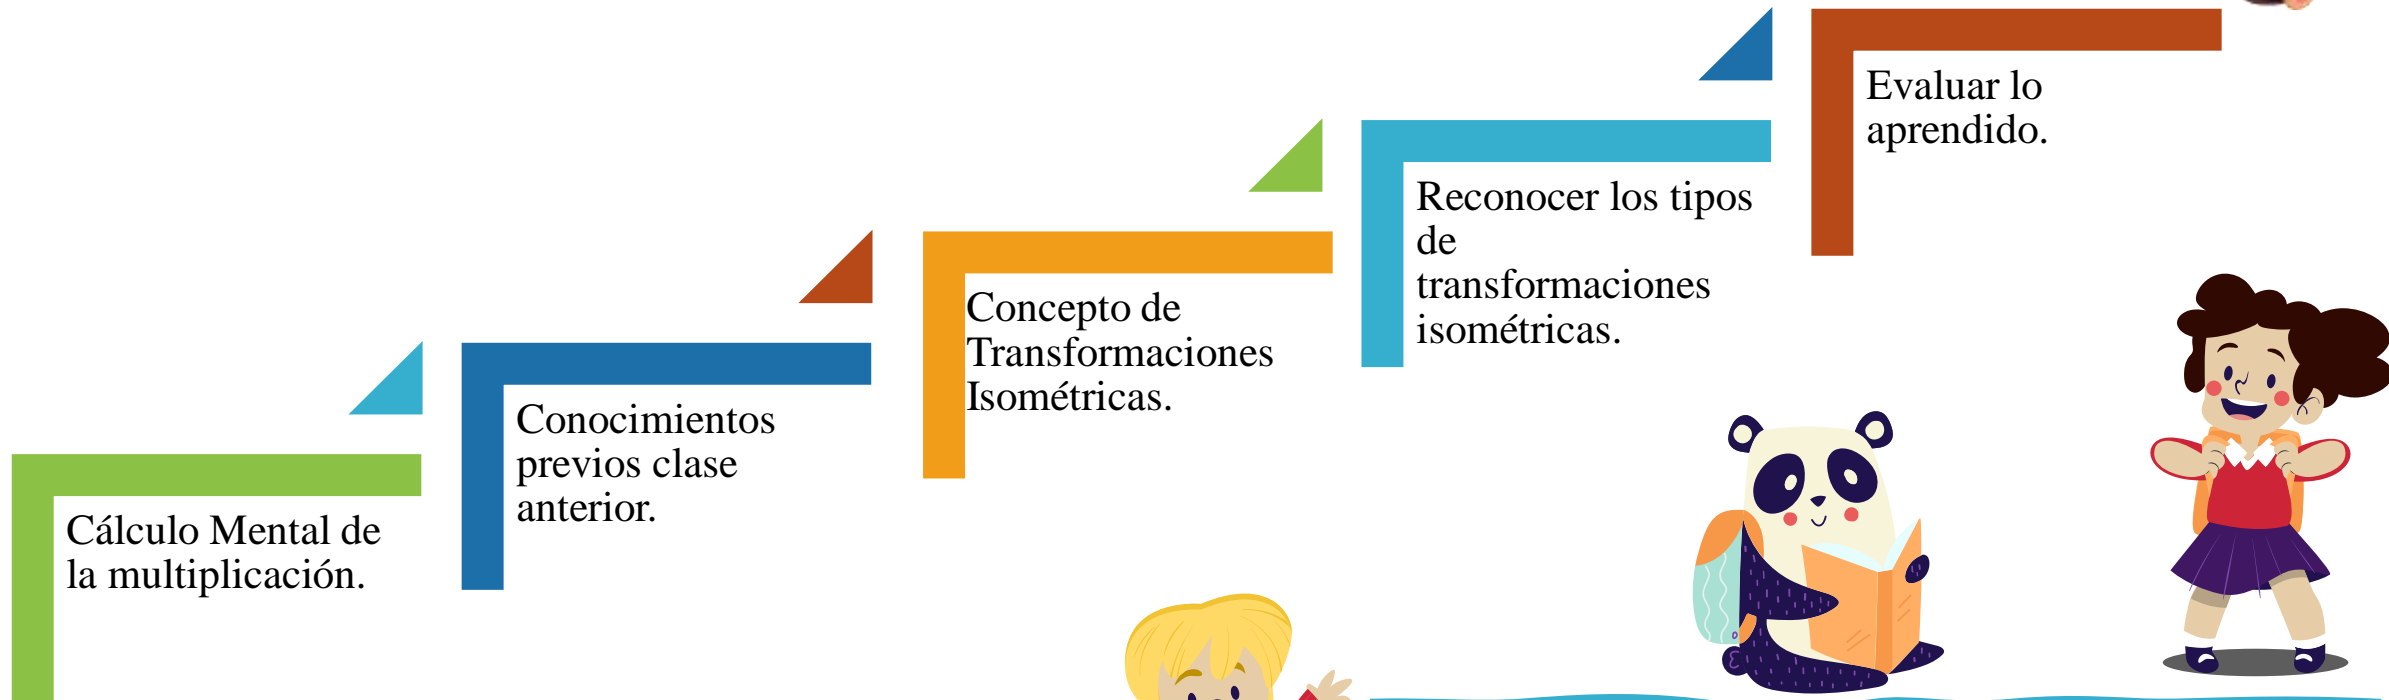 Cálculo Mental de
la multiplicación.
Conocimientos
previos clase
anterior.
Concepto de
Transformaciones
Isométricas.
Reconocer los tipos
de
transformaciones
isométricas.
Evaluar lo
aprendido.